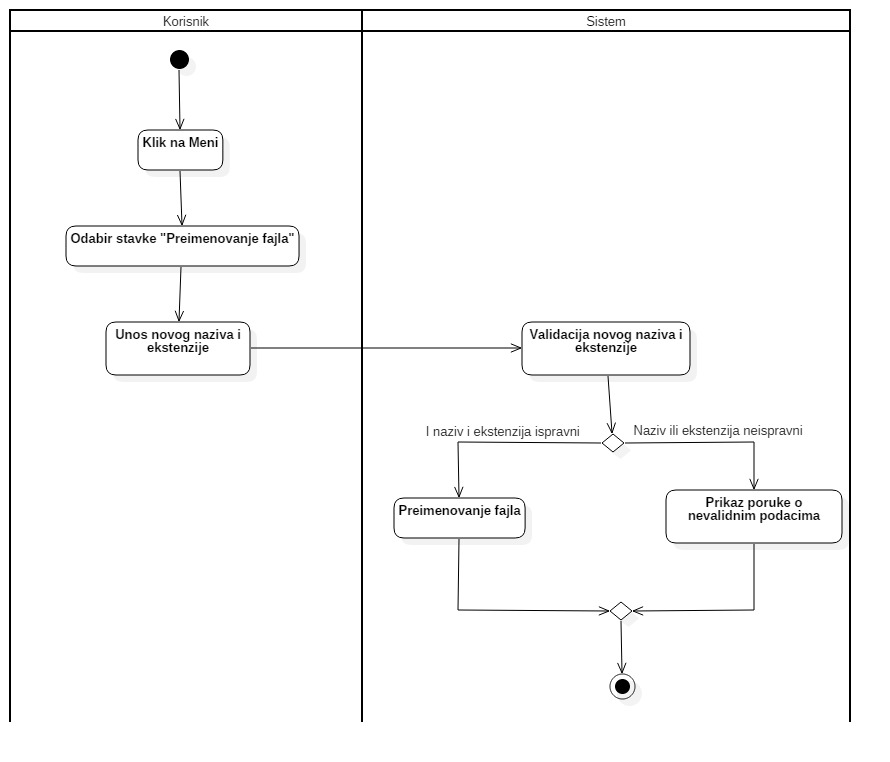 Korisnik
Sistem
Klik na Meni
Odabir stavke "Preimenovanje fajla"
Unos novog naziva i
ekstenzije
Validacija novog naziva i
ekstenzije
I naziv i ekstenzija ispravni
Naziv ili ekstenzija neispravni
Preimenovanje fajla
Prikaz poruke o
nevalidnim podacima